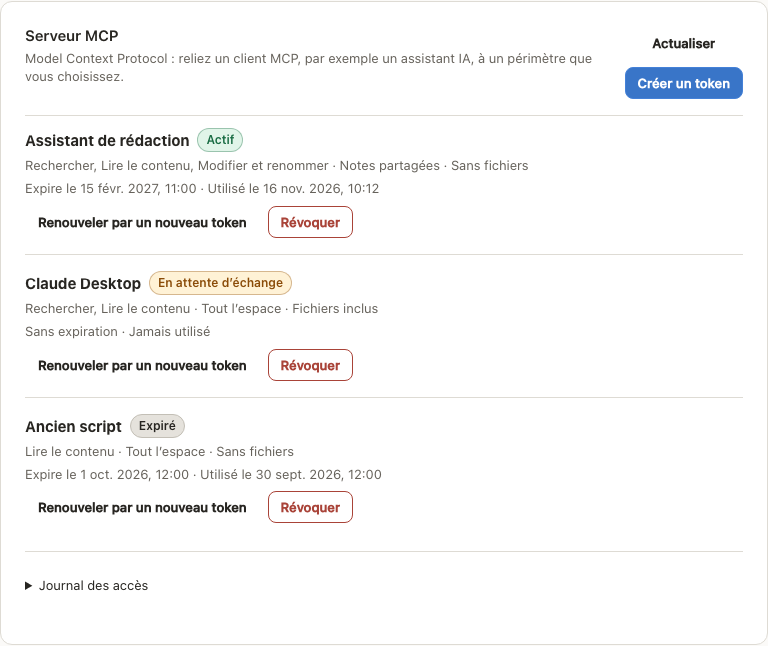 Serveur MCP
Model Context Protocol : reliez un client MCP, par exemple un assistant IA, à un périmètre que
vous choisissez.
Actualiser
Créer un token
Assistant de rédaction Actif
Rechercher, Lire le contenu, Modifier et renommer · Notes partagées · Sans fichiers
Expire le 15 févr. 2027, 11:00 · Utilisé le 16 nov. 2026, 10:12
Renouveler par un nouveau token Révoquer
Claude Desktop En attente d’échange
Rechercher, Lire le contenu · Tout l’espace · Fichiers inclus
Sans expiration · Jamais utilisé
Renouveler par un nouveau token Révoquer
Ancien script Expiré
Lire le contenu · Tout l’espace · Sans fichiers
Expire le 1 oct. 2026, 12:00 · Utilisé le 30 sept. 2026, 12:00
Renouveler par un nouveau token Révoquer
Journal des accès